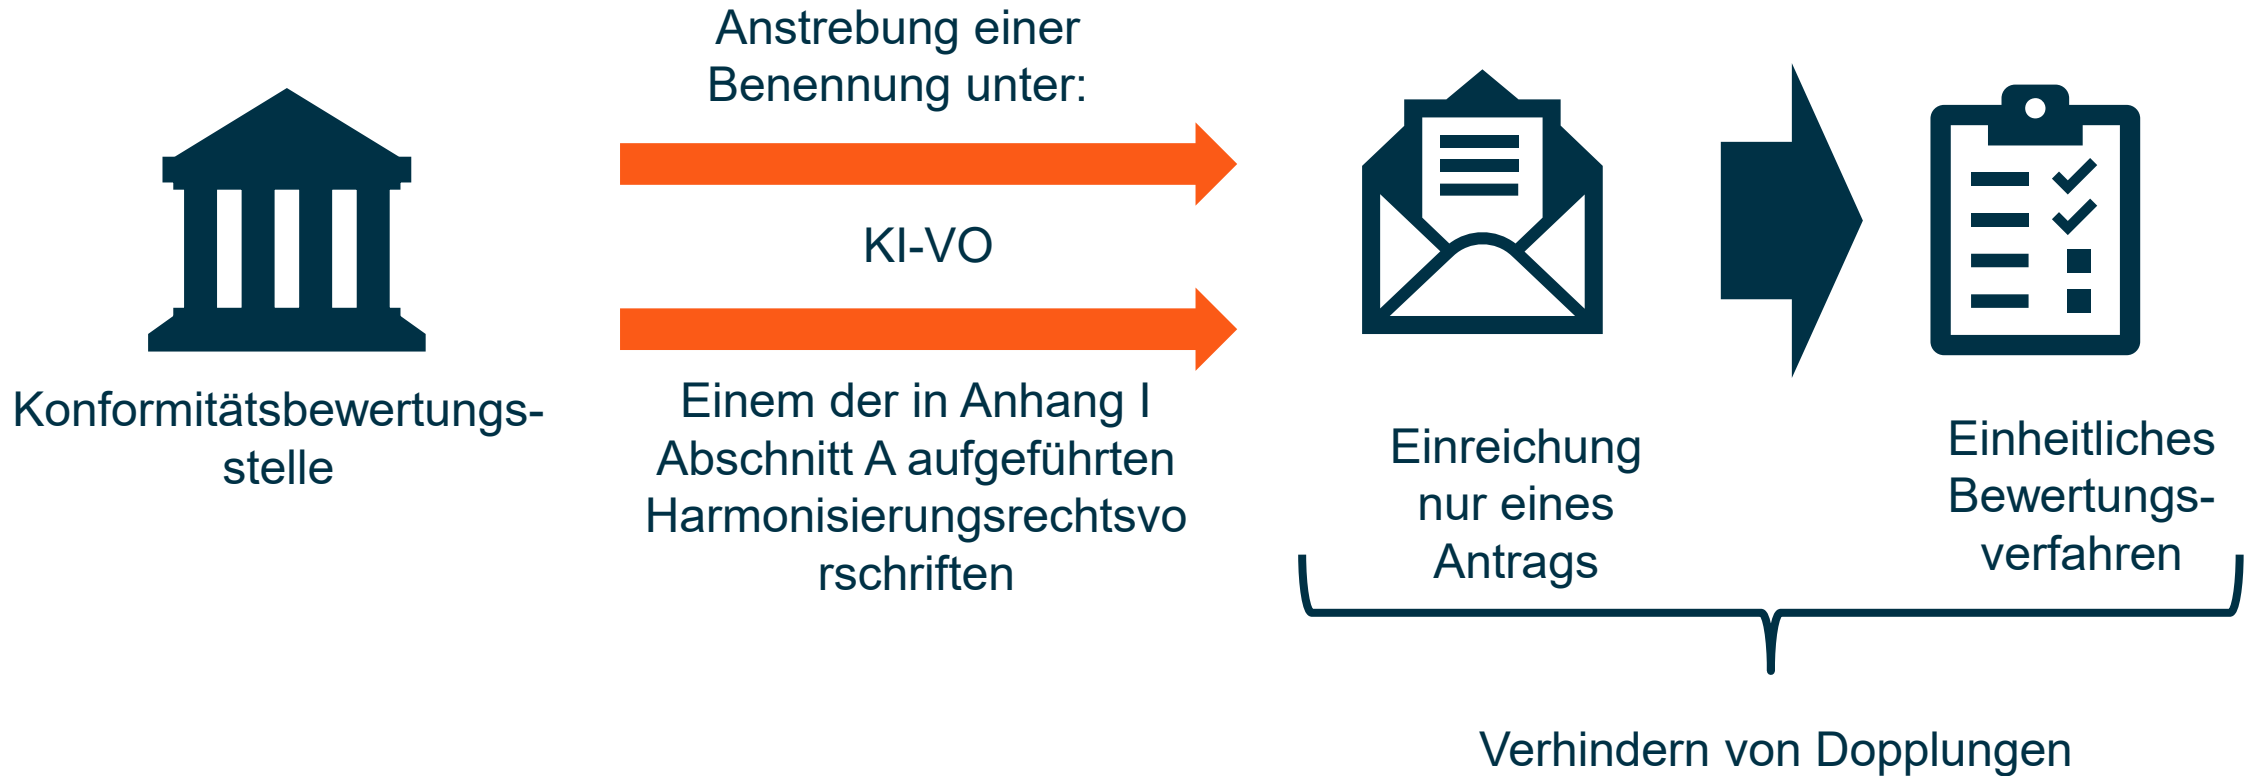 Anstrebung einer
Benennung unter:
KI-VO
Konformitätsbewertungs-
stelle
Einem der in Anhang I
Abschnitt A aufgeführten
Harmonisierungsrechtsvo
rschriften
Einreichung
nur eines
Antrags
Einheitliches
Bewertungs-
verfahren
Verhindern von Dopplungen